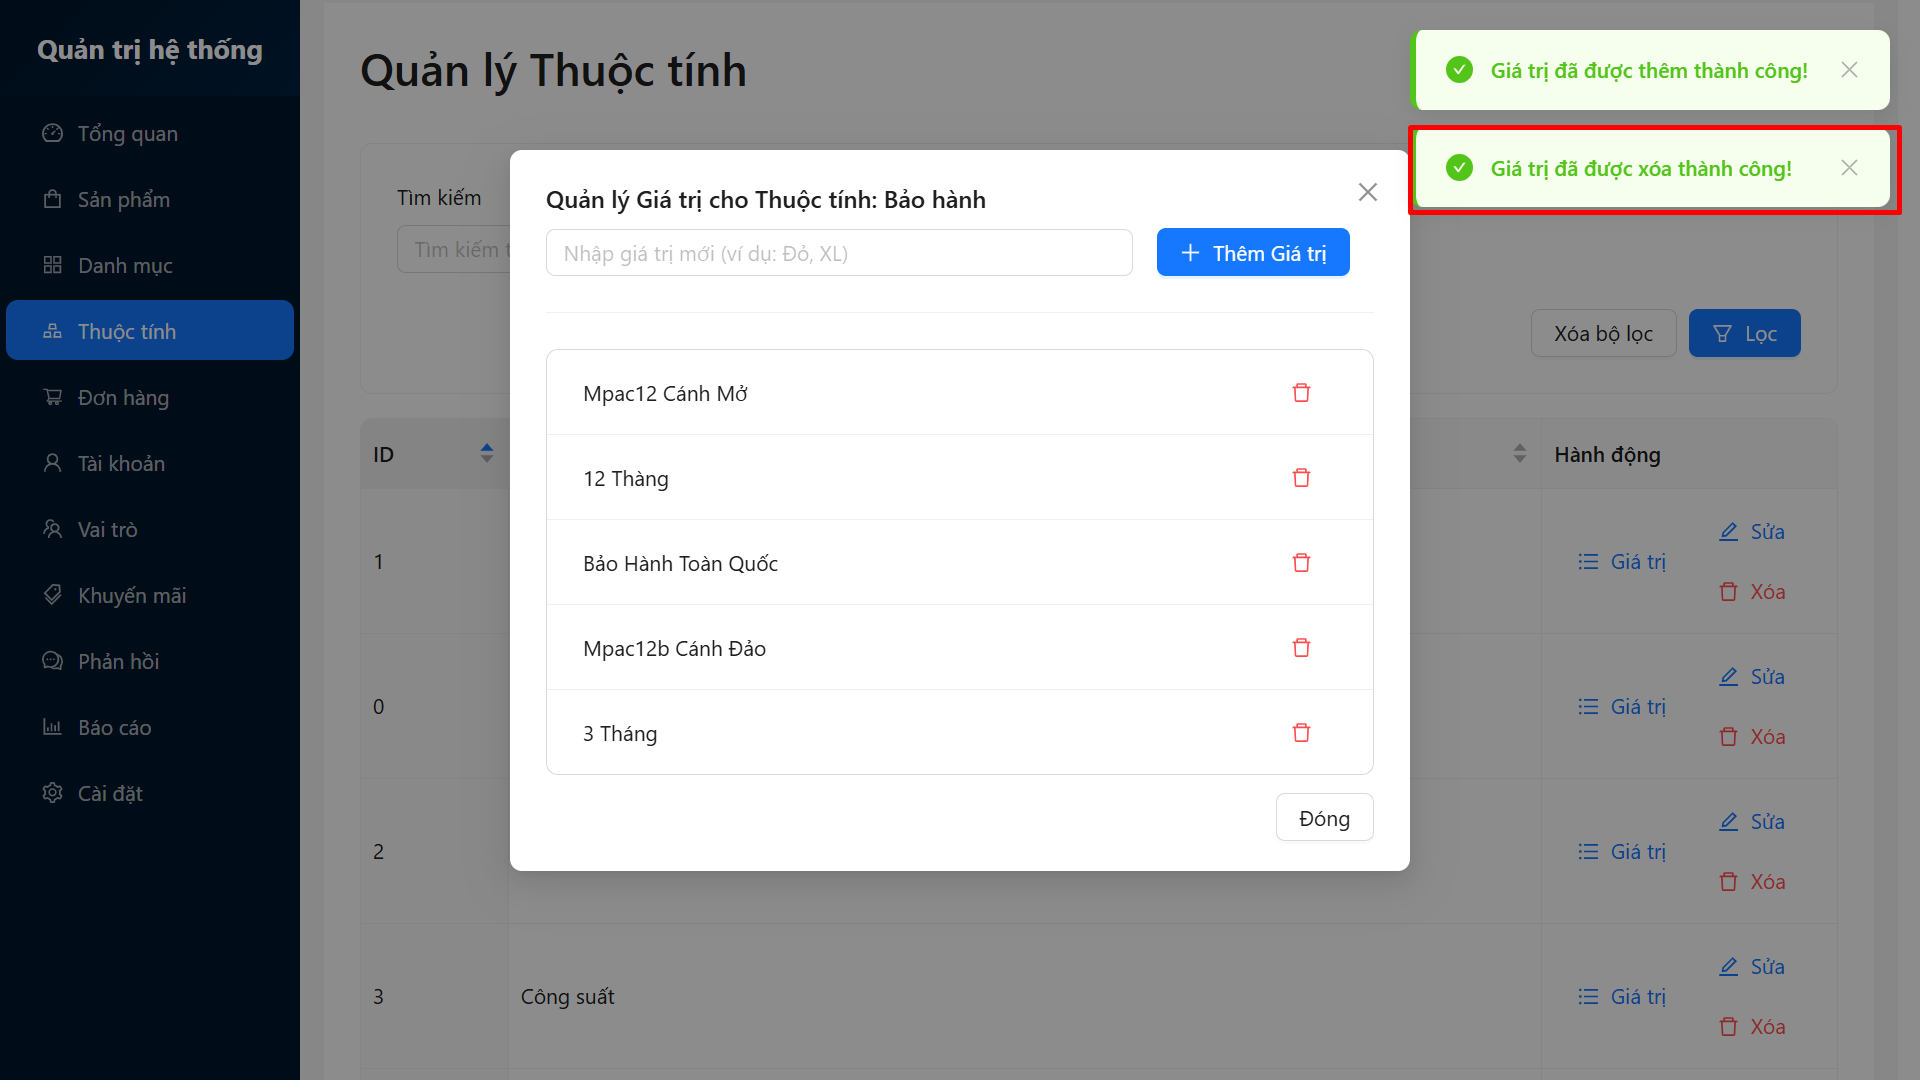 Quản trị hệ thống
Tổng quan
Sản phẩm
Danh mục
Thuộc tính
Đơn hàng
Tài khoản
Vai trò
Khuyến mãi
Phản hồi
Báo cáo
Cài đặt
Quản lý Thuộc tính
Giá trị đã được thêm thành công!
Giá trị đã được xóa thành công!
Tìm kiếm
Tìm kiếm
Xóa bộ lọc
Lọc
Quản lý Giá trị cho Thuộc tính: Bảo hành
Nhập giá trị mới (ví dụ: Đỏ, XL)
Thêm Giá trị
Mpac12 Cánh Mở
12 Thàng
Bảo Hành Toàn Quốc
Mpac12b Cánh Đảo
3 Tháng
Đóng
ID
Hành động
1
Giá trị
Sửa
Xóa
0
Giá trị
Sửa
Xóa
2
Giá trị
Sửa
Xóa
3
Công suất
Giá trị
Sửa
Xóa